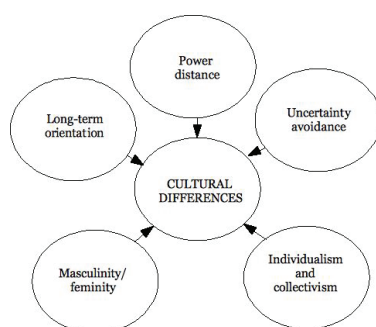 Power
distance
Long-term
orientation
Uncertainty
avoidance
CULTURAL
DIFFERENCES
Masculinity/
feminity
Individualism
and
collectivism